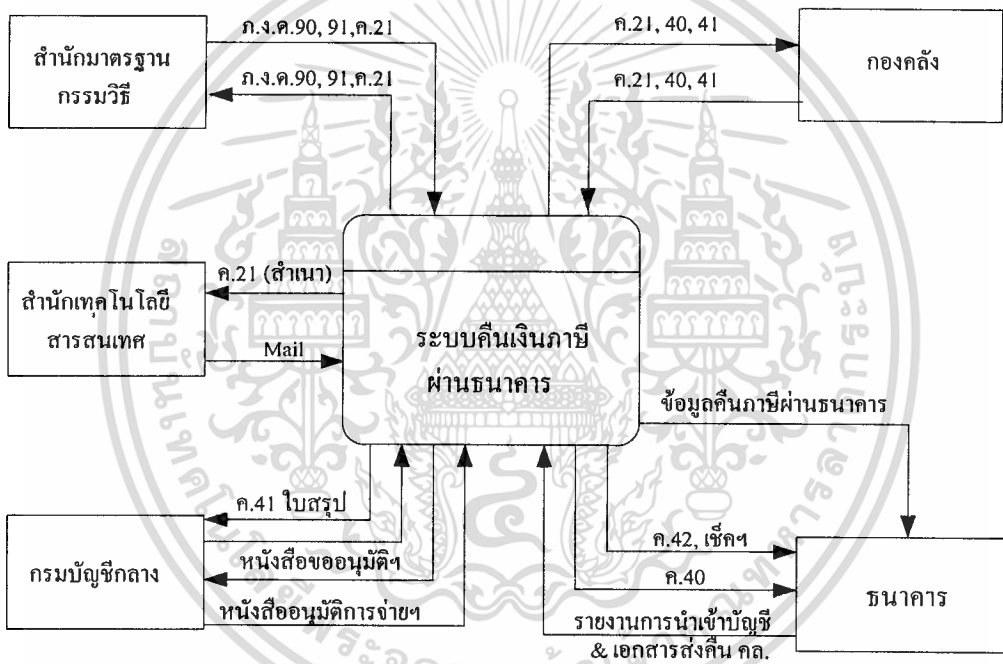 สำนักมาตรฐาน
กรรมวิธี
ภ.ง.ด.90, 91,ค.21
ภ.ง.ด.90, 91,ค.21
ค.21, 40, 41
ค.21, 40, 41
กองคลัง
สำนักเทคโนโลยี
สารสนเทศ
ค.21 (สำเนา)
Mail
ระบบคืนเงินภาษี
ผ่านธนาคาร
ข้อมูลคืนภาษีผ่านธนาคาร
กรมบัญชีกลาง
ค.41 ใบสรุป
หนังสือขออนุมัติฯ
หนังสืออนุมัติการจ่ายฯ
ค.42, เช็คฯ
ค.40
รายงานการนำเข้าบัญชี
& เอกสารส่งคืน คล.
ธนาคาร